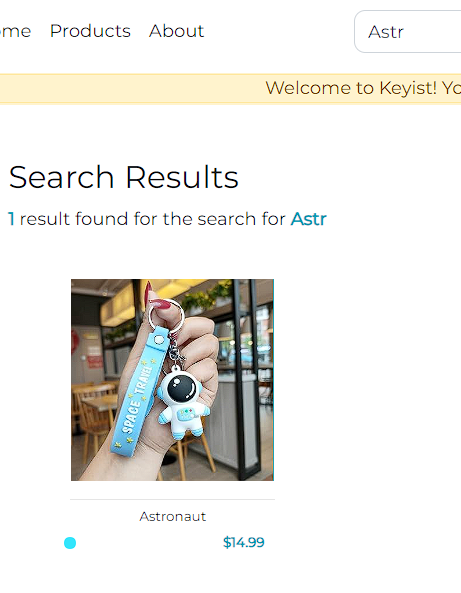 ome Products About
Astr
Welcome to Keyist! Yo
Search Results
1 result found for the search for Astr
SPACE TRAVEL
Astronaut
$14.99